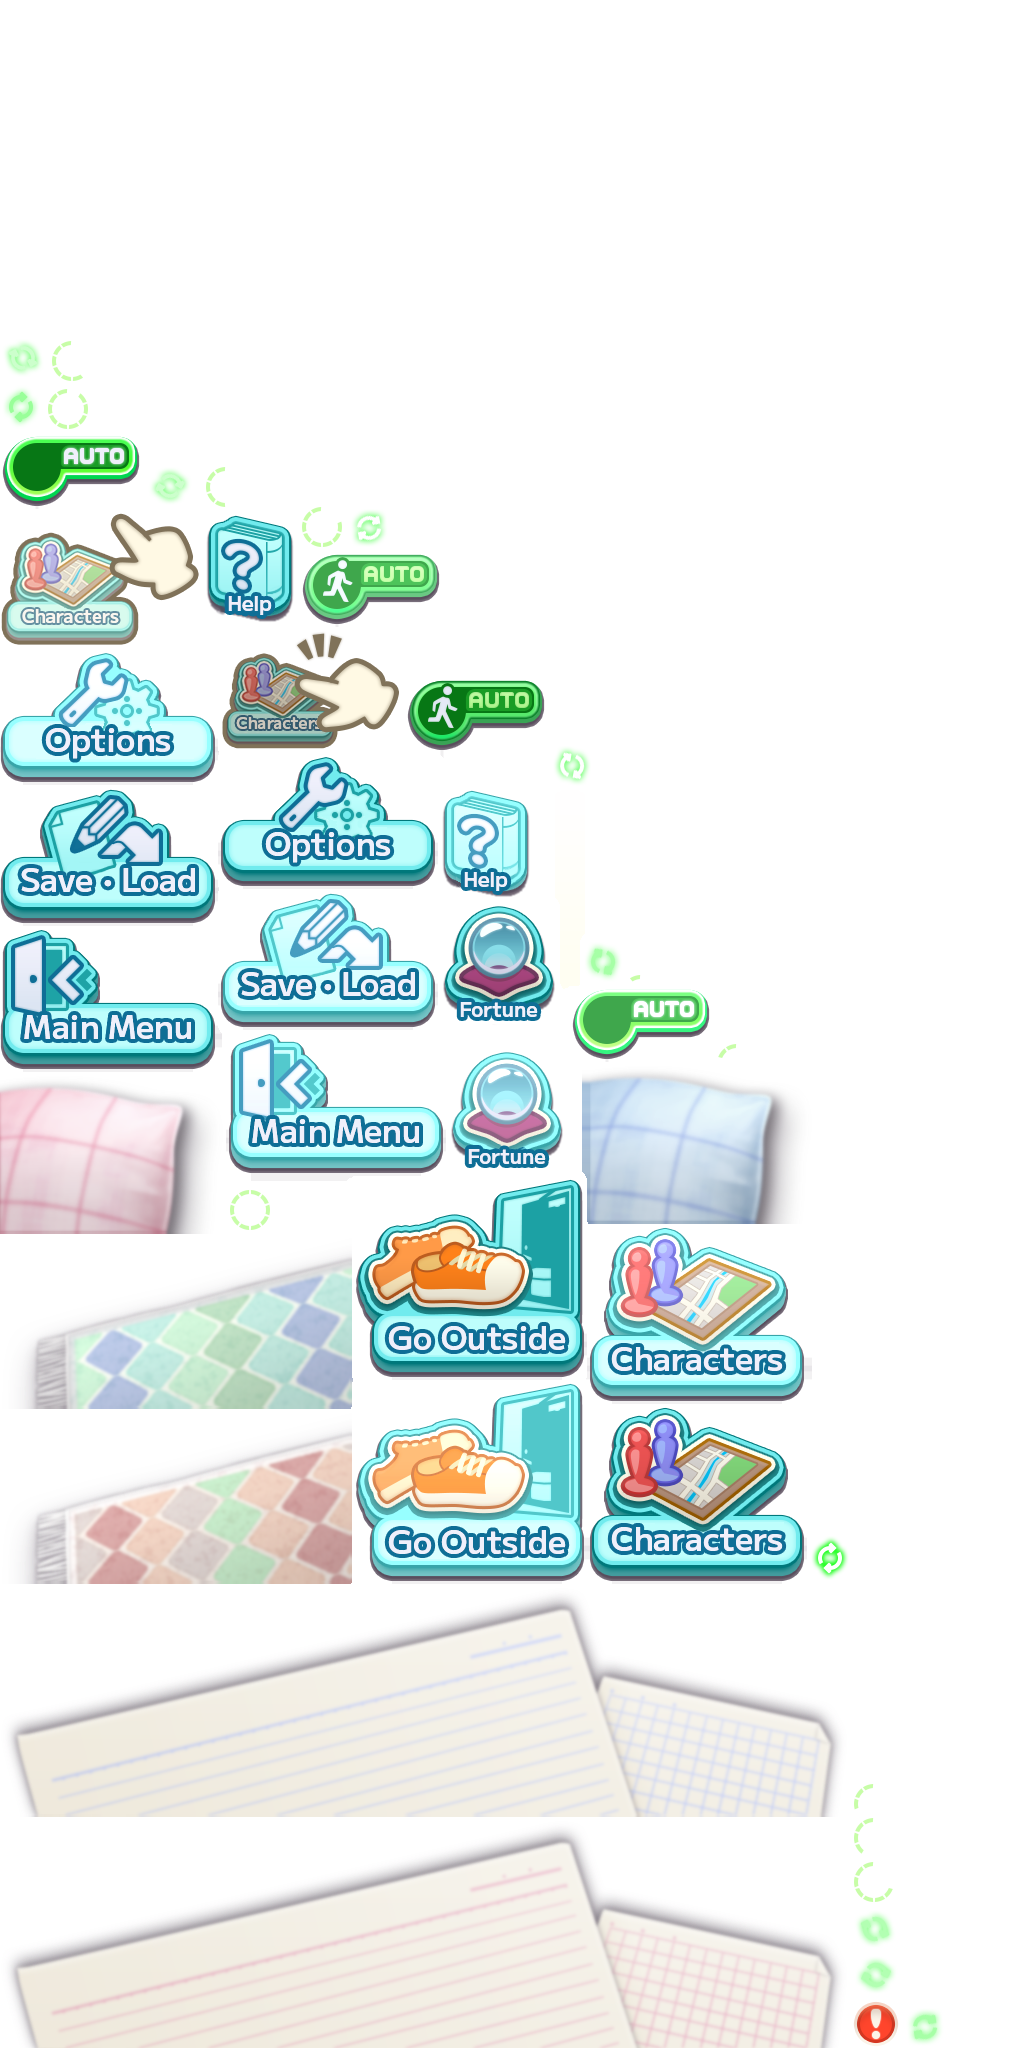 AUTO
Characters
Help
AUTO
Options
Characters
AUTO
Options
Save • Load
Help
Save • Load
Fortune
Main Menu
AUTO
Main Menu
Fortune
Go Outside
Characters
Go Outside
Characters